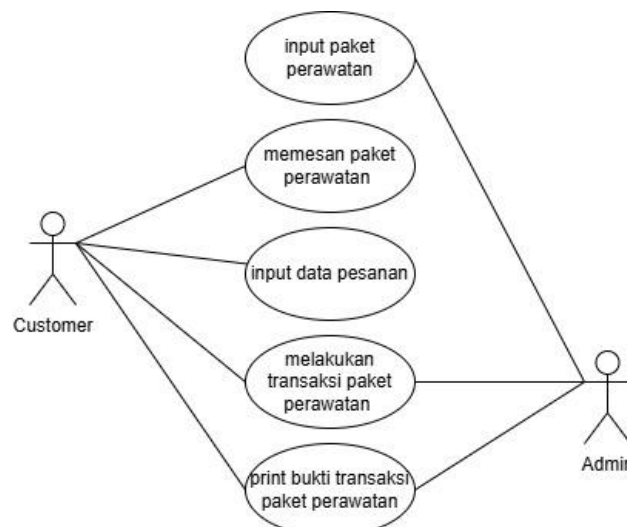 input paket
perawatan
memesan paket
perawatan
input data pesanan
Customer
melakukan
transaksi paket
perawatan
Admin
print bukti transaksi
paket perawatan